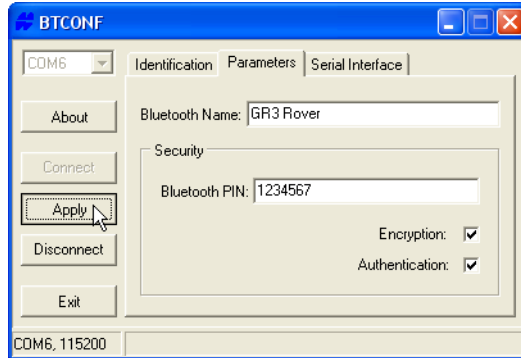 BTCONF
COM6
Identification Parameters Serial Interface
About
Bluetooth Name: GR3 Rover
Security
Connect
Bluetooth PIN: 1234567
Apply
Encryption:
Disconnect
Authentication:
Exit
COM6, 115200